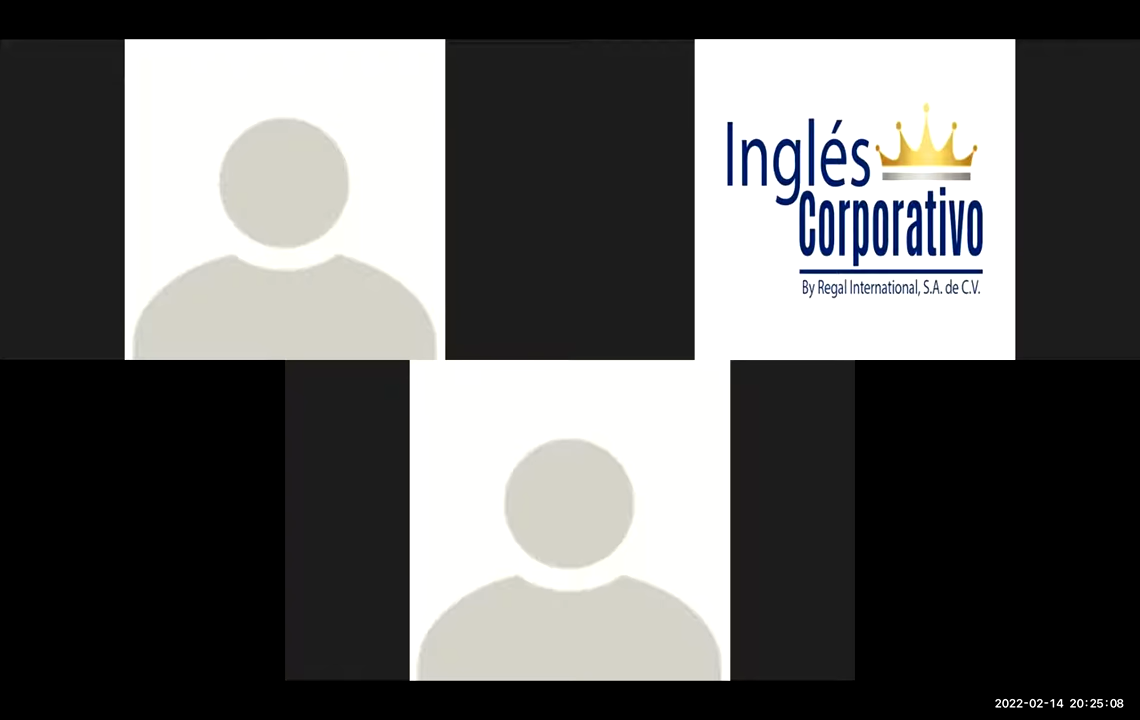 Inglés
Corporativo
By Regal International, S.A. de C.V.
2022-02-14 20:25:08